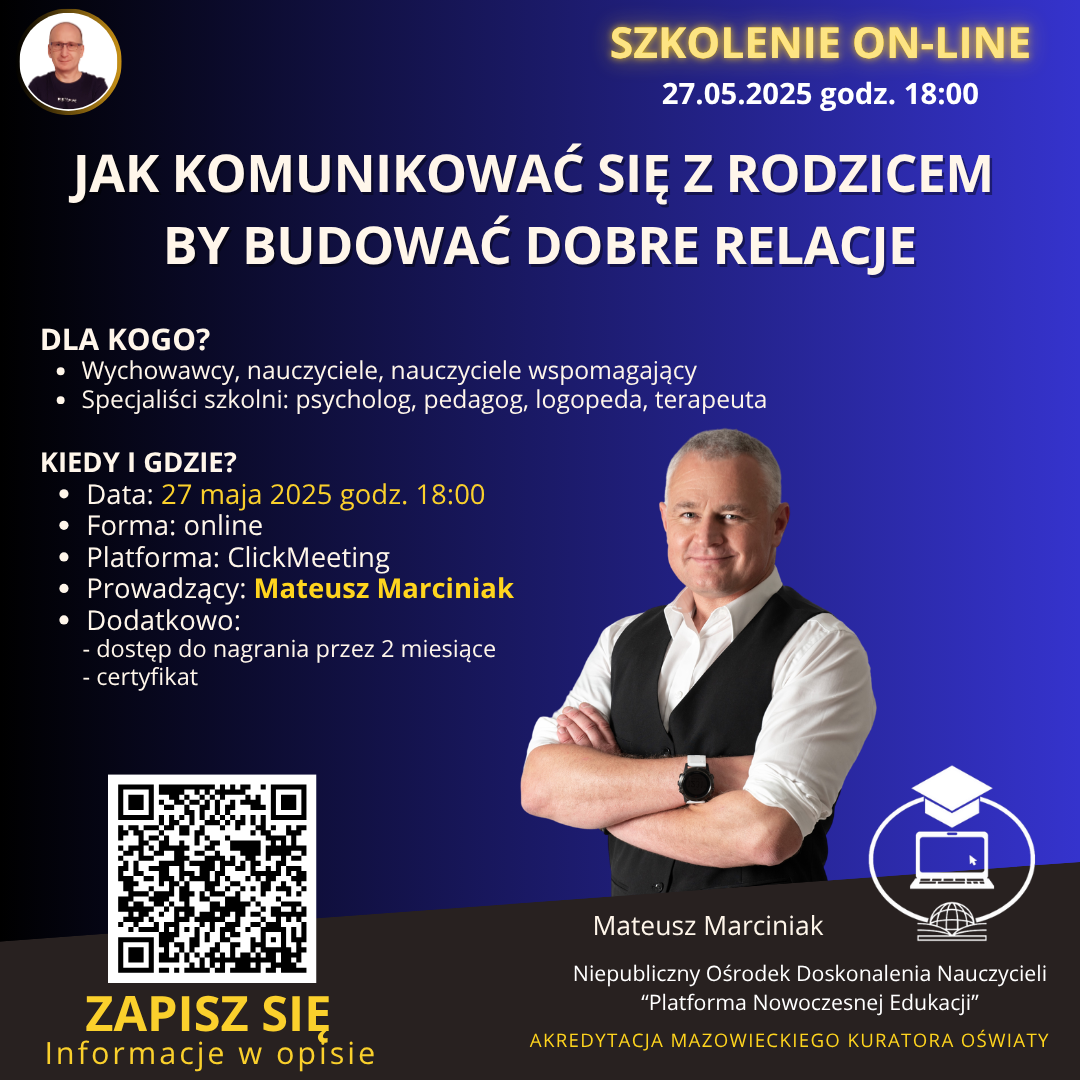 SZKOLENIE ON-LINE
27.05.2025 godz. 18:00
JAK KOMUNIKOWAĆ SIĘ Z RODZICEM
BY BUDOWAĆ DOBRE RELACJE
DLA KOGO?
• Wychowawcy, nauczyciele, nauczyciele wspomagający
• Specjaliści szkolni: psycholog, pedagog, logopeda, terapeuta
KIEDY I GDZIE?
• Data: 27 maja 2025 godz. 18:00
• Forma: online
• Platforma: ClickMeeting
• Prowadzący: Mateusz Marciniak
• Dodatkowo:
- dostęp do nagrania przez 2 miesiące
- certyfikat
ZAPISZ SIĘ
Informacje w opisie
Mateusz Marciniak
Niepubliczny Ośrodek Doskonalenia Nauczycieli
“Platforma Nowoczesnej Edukacji”
AKREDYTACJA MAZOWIECKIEGO KURATORA OŚWIATY